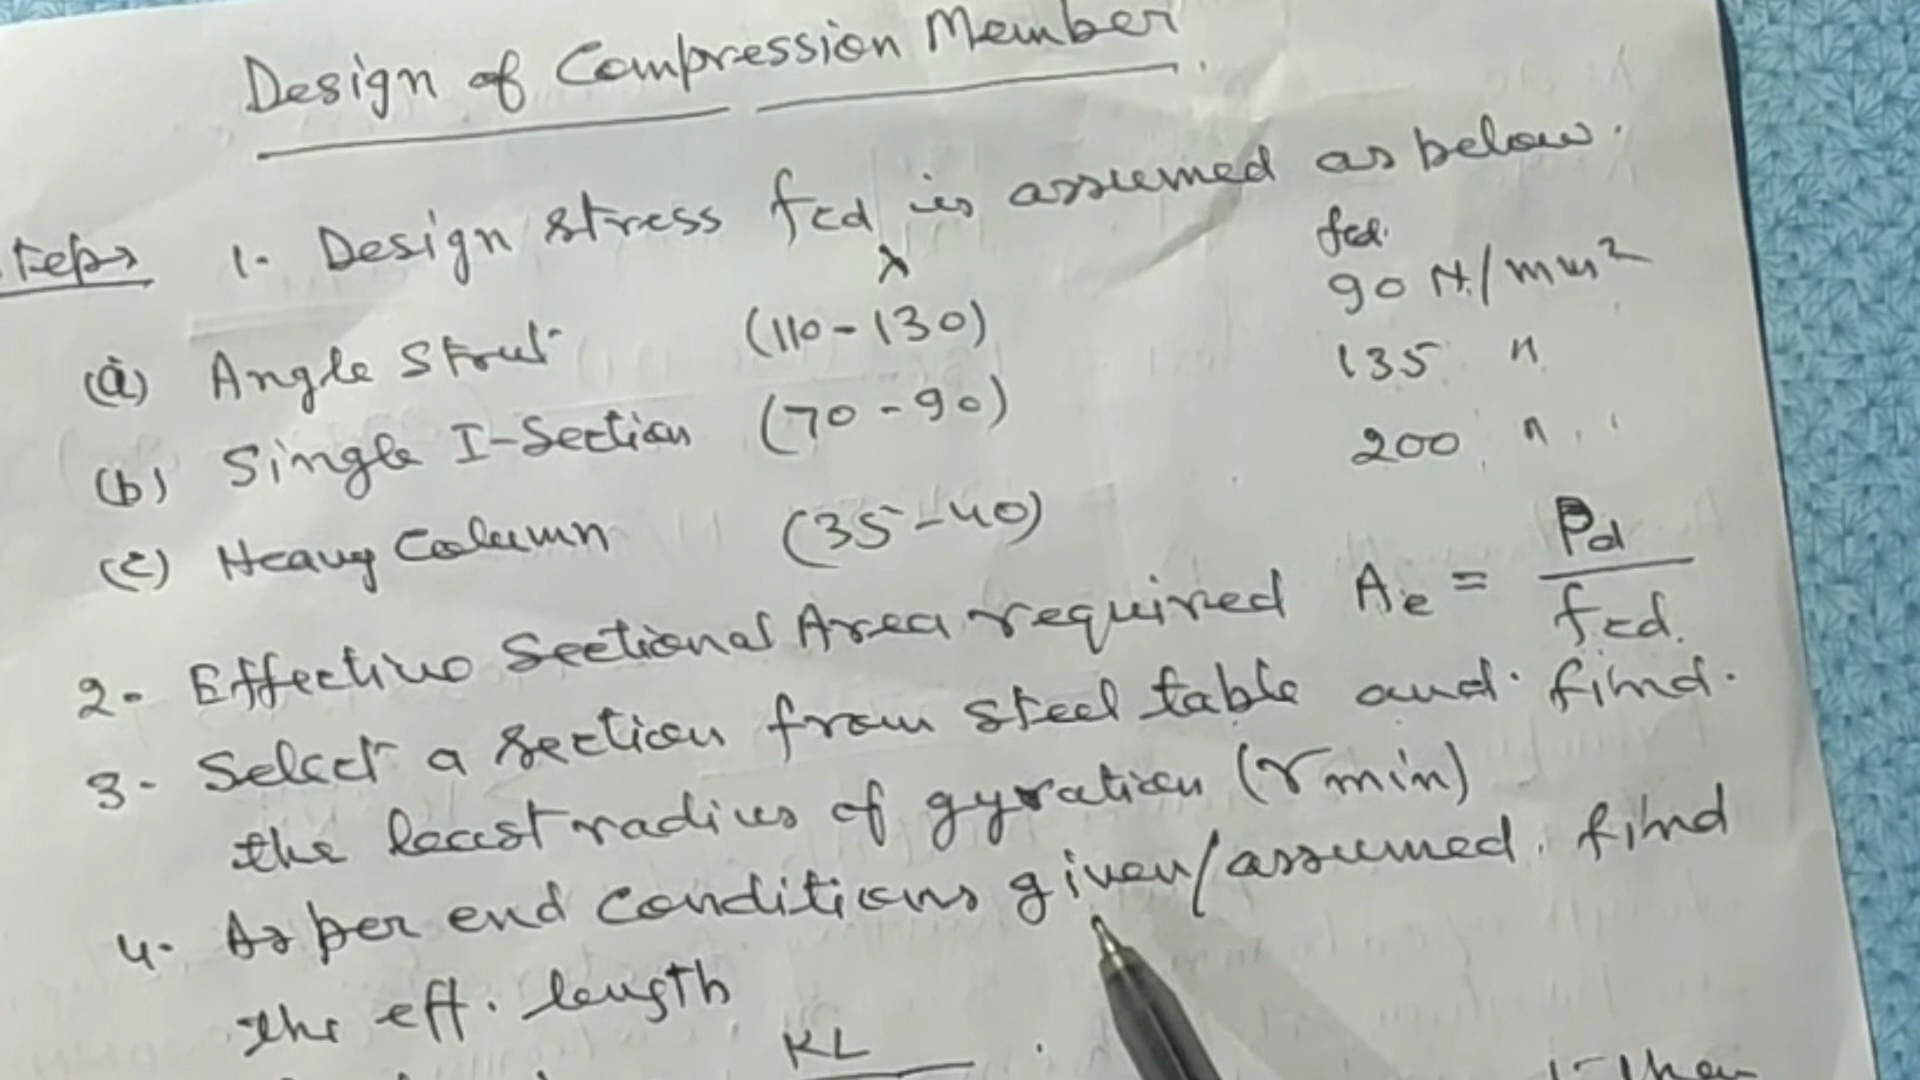 Design of Compression Member
Steps 1. Design stress fcd is assumed as below.
λ fcd.
(a) Angle Strut (110-130) 90 N/mm²
(b) Single I-Section (70-90) 135 "
(c) Heavy Column (35-40) 200 "
2- Effective Sectional Area required Ae = Pd / fcd.
3- Select a section from steel table and find.
the least radius of gyration (r min)
4- As per end conditions given/assumed. find
the eff. length
KL